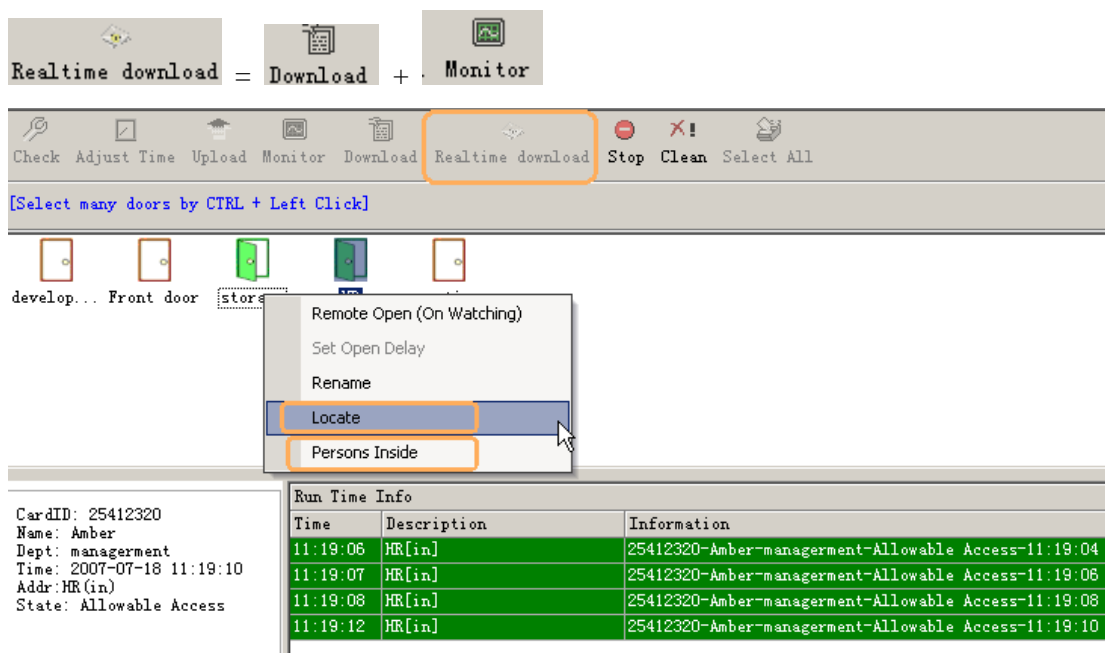 Realtime download = Download + Monitor
Check Adjust Time Upload Monitor Download Realtime download Stop Clean Select All
[Select many doors by CTRL + Left Click]
develop... Front door
Remote Open (On Watching)
Set Open Delay
Rename
Locate
Persons Inside
CardID: 25412320
Name: Amber
Dept: managerment
Time: 2007-07-18 11:19:10
Addr:HR(in)
State: Allowable Access
Run Time Info
Time Description Information
11:19:06 HR[in] 25412320-Amber-managerment-Allowable Access-11:19:04
11:19:07 HR[in] 25412320-Amber-managerment-Allowable Access-11:19:06
11:19:08 HR[in] 25412320-Amber-managerment-Allowable Access-11:19:08
11:19:12 HR[in] 25412320-Amber-managerment-Allowable Access-11:19:10